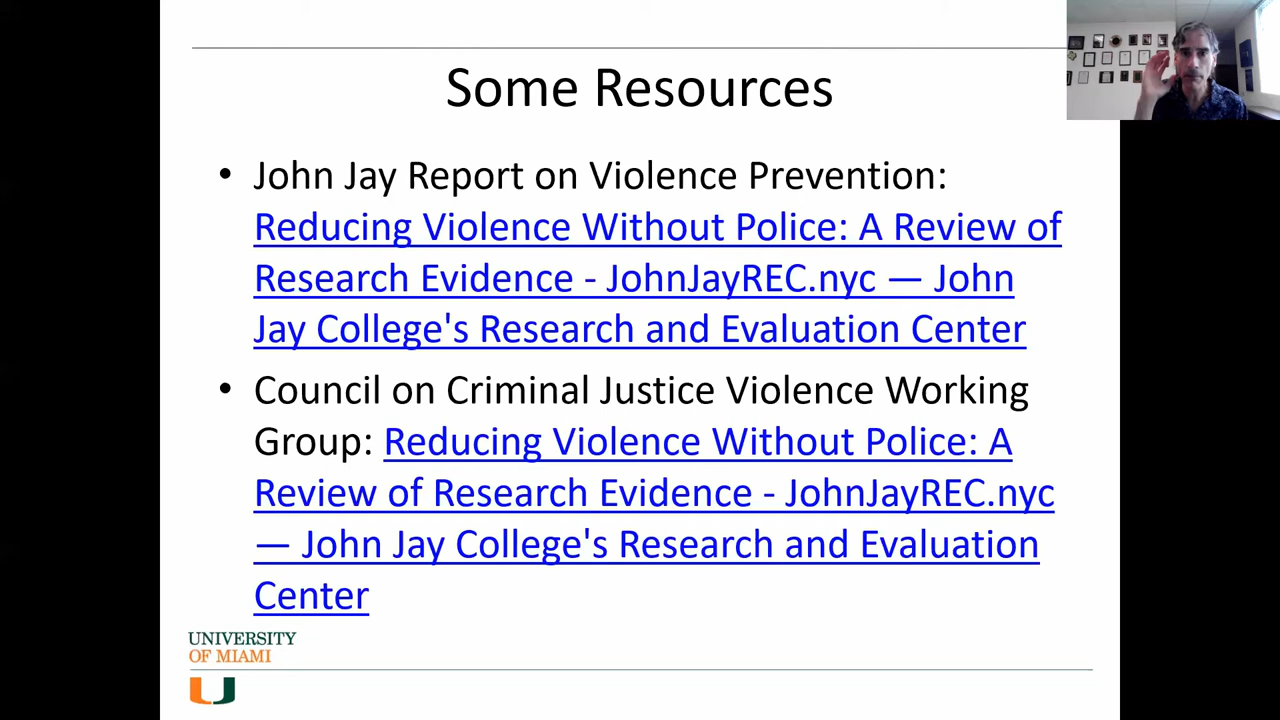 Some Resources
• John Jay Report on Violence Prevention:
Reducing Violence Without Police: A Review of
Research Evidence - JohnJayREC.nyc — John
Jay College's Research and Evaluation Center
• Council on Criminal Justice Violence Working
Group: Reducing Violence Without Police: A
Review of Research Evidence - JohnJayREC.nyc
— John Jay College's Research and Evaluation
Center
UNIVERSITY
OF MIAMI